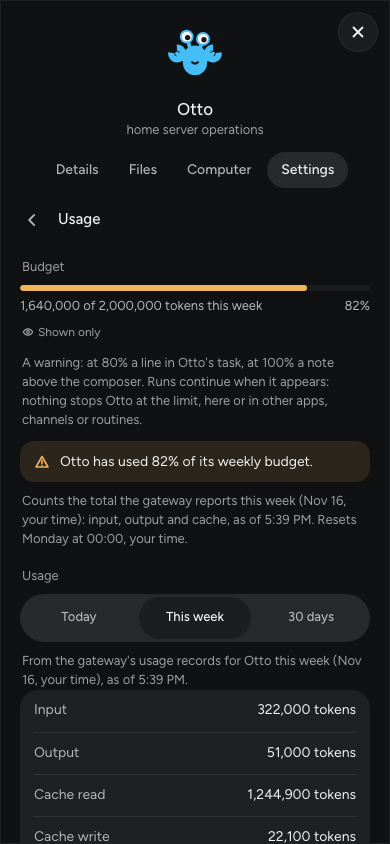 Otto
home server operations
Details Files Computer Settings
Usage
Budget
1,640,000 of 2,000,000 tokens this week 82%
Shown only
A warning: at 80% a line in Otto's task, at 100% a note
above the composer. Runs continue when it appears:
nothing stops Otto at the limit, here or in other apps,
channels or routines.
Otto has used 82% of its weekly budget.
Counts the total the gateway reports this week (Nov 16,
your time): input, output and cache, as of 5:39 PM. Resets
Monday at 00:00, your time.
Usage
Today This week 30 days
From the gateway's usage records for Otto this week (Nov
16, your time), as of 5:39 PM.
Input 322,000 tokens
Output 51,000 tokens
Cache read 1,244,900 tokens
Cache write 22,100 tokens